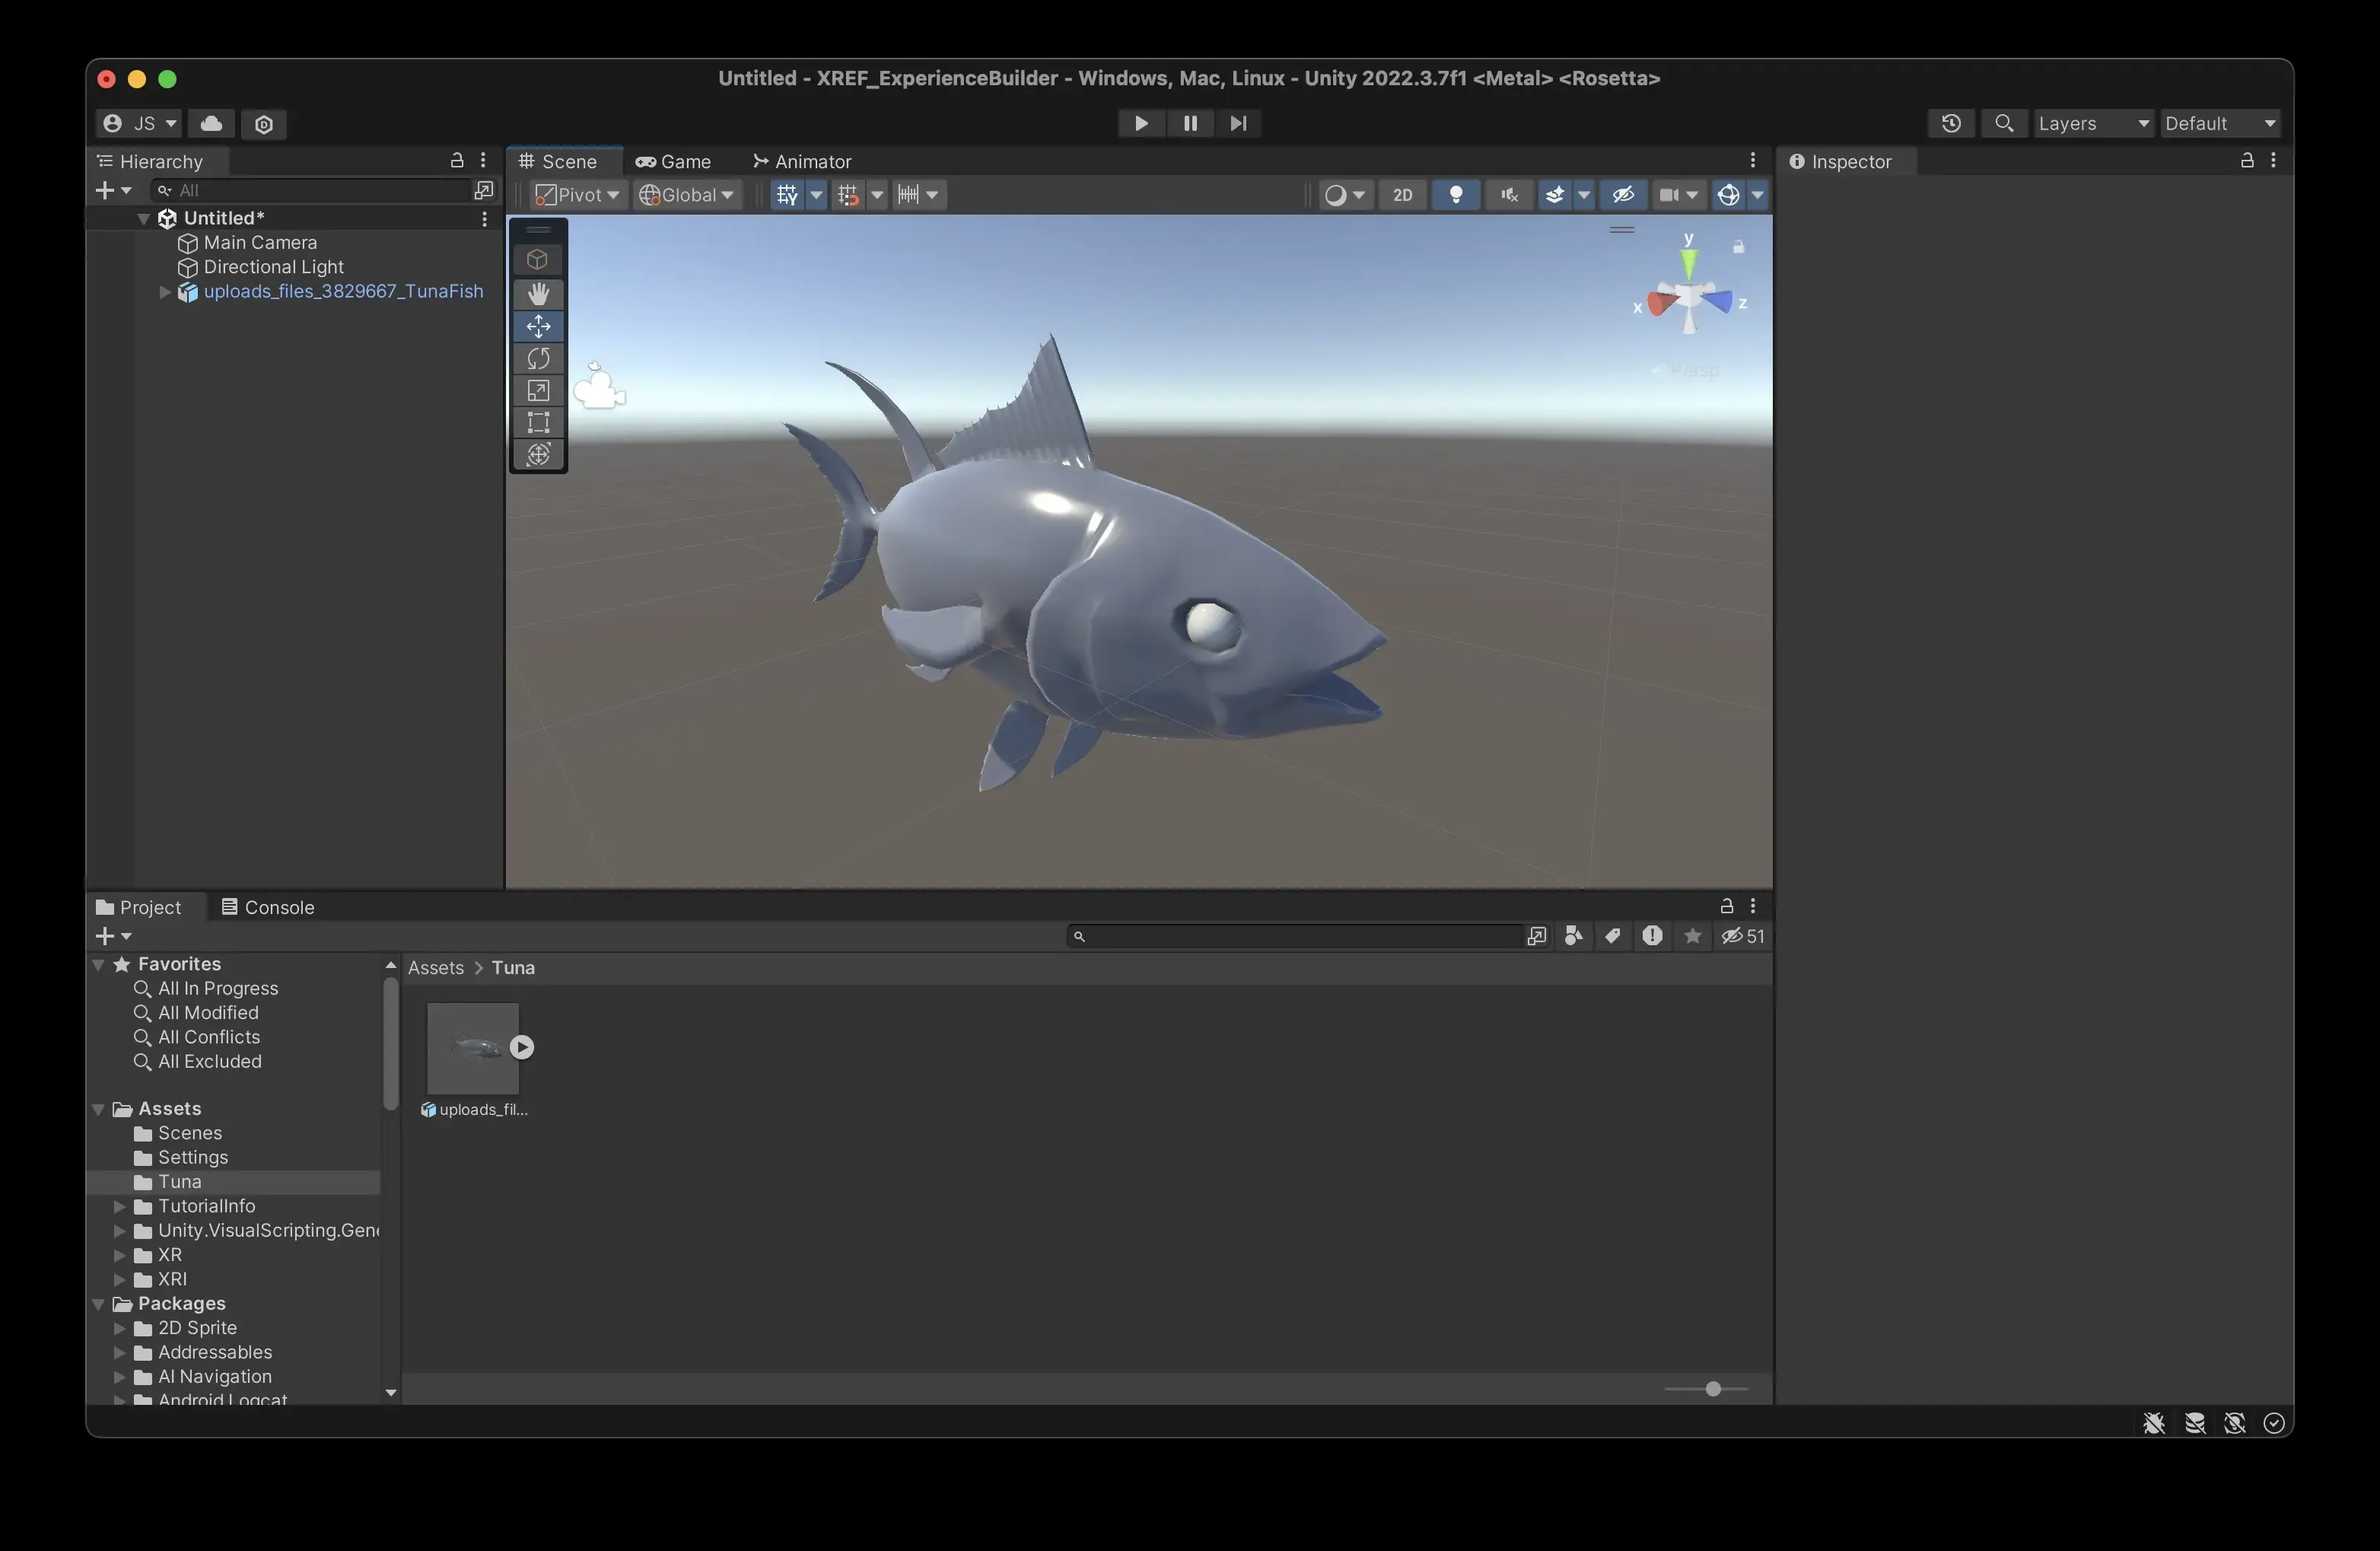 Untitled - XREF_ExperienceBuilder - Windows, Mac, Linux - Unity 2022.3.7f1 <Metal> <Rosetta>
JS
Layers
Default
Hierarchy
Scene
Game
Animator
Inspector
All
Pivot
Global
2D
Untitled*
Main Camera
Directional Light
uploads_files_3829667_TunaFish
y
x
z
Persp
Project
Console
51
Favorites
All In Progress
All Modified
All Conflicts
All Excluded
Assets
Scenes
Settings
Tuna
TutorialInfo
Unity.VisualScripting.Gene
XR
XRI
Packages
2D Sprite
Addressables
AI Navigation
Android Logcat
Assets > Tuna
uploads_fil...